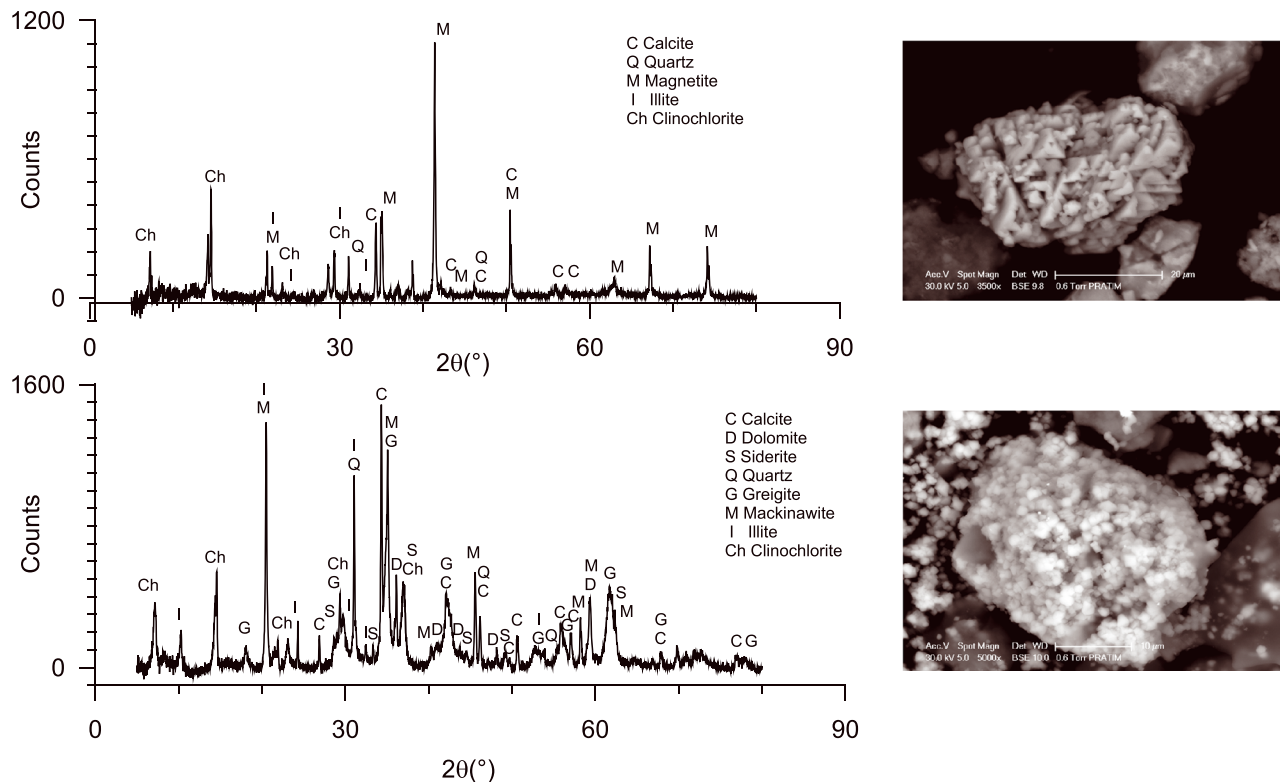 1200
Counts
0
C Calcite
Q Quartz
M Magnetite
I Illite
Ch Clinochlorite
Ch
Ch
I
M
Ch
I
Ch
Q
I
C
M
M
C
M
Q
C
C
M
C
C
M
M
M
0
30
60
90
2θ(°)
Acc.V Spot Magn Det WD 20 µm
30.0 kV 5.0 3500x BSE 9.8 0.6 Torr PRATIM
1600
Counts
0
C Calcite
D Dolomite
S Siderite
Q Quartz
G Greigite
M Mackinawite
I Illite
Ch Clinochlorite
Ch
I
Ch
G
I
M
Ch
I
C
S
Ch
G
I
I
Q
I
S
C
M
G
D
S
Ch
M
D
G
C
D
S
M
Q
C
D
S
C
C
I
G
Q
C
G
C
M
M
D
G
S
M
G
C
C G
0
30
60
90
2θ(°)
Acc.V Spot Magn Det WD 10 µm
30.0 kV 5.0 5000x BSE 10.0 0.6 Torr PRATIM